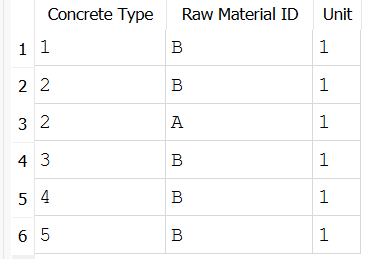 Concrete Type Raw Material ID Unit
1 1 B 1
2 2 B 1
3 2 A 1
4 3 B 1
5 4 B 1
6 5 B 1